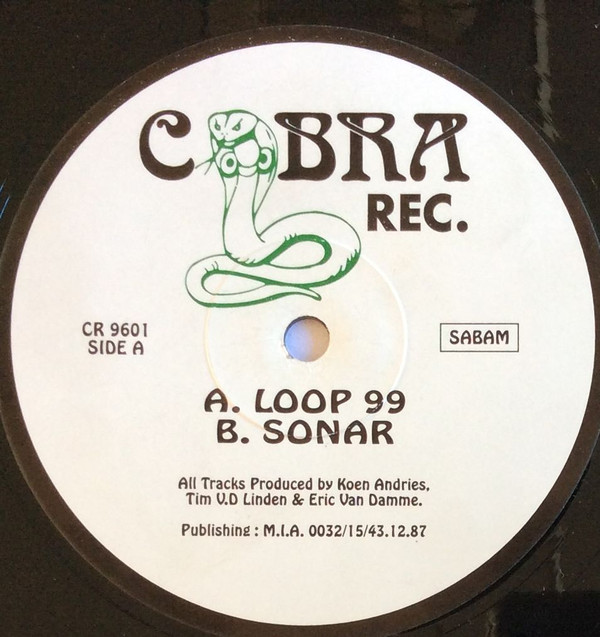 COBRA
REC.
CR 9601
SIDE A
SABAM
A. LOOP 99
B. SONAR
All Tracks Produced by Koen Andries,
Tim V.D Linden & Eric Van Damme.
Publishing : M.I.A. 0032/15/43.12.87